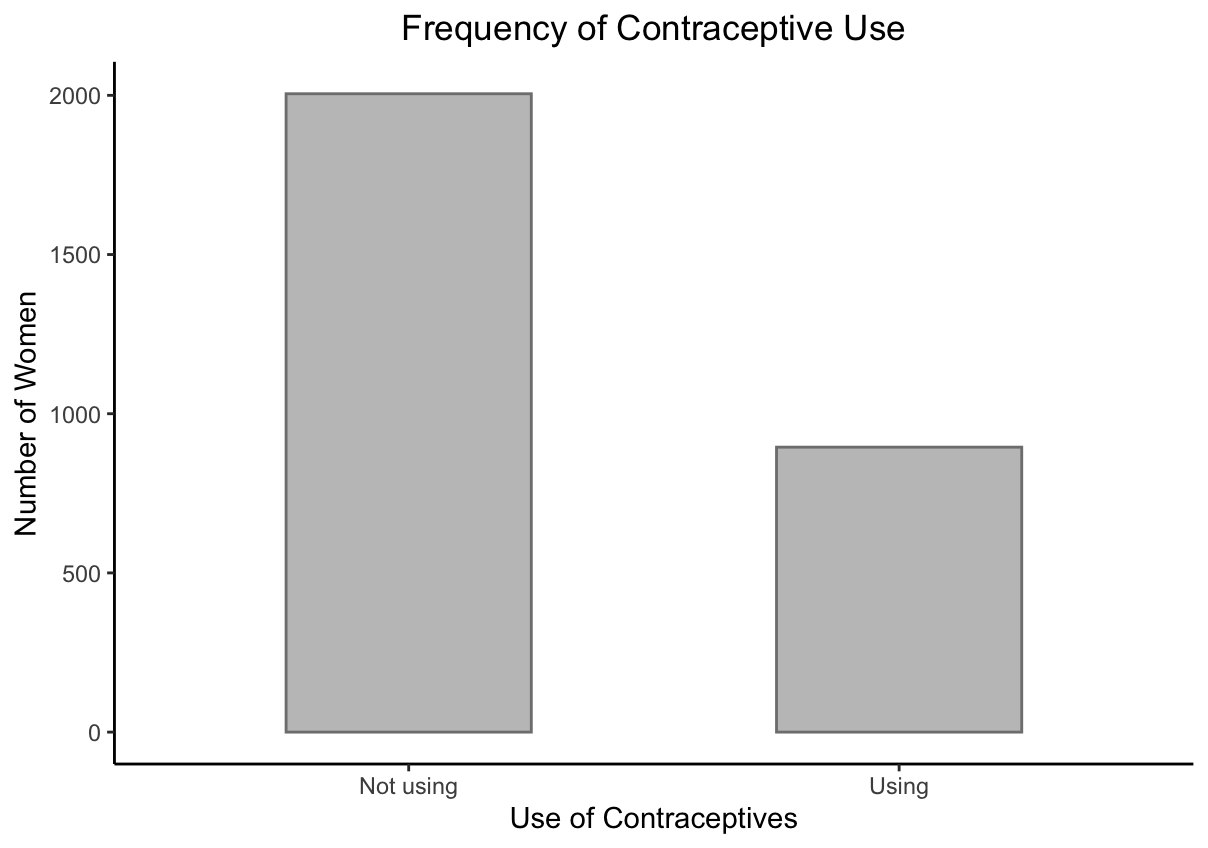 Frequency of Contraceptive Use
Number of Women
2000
1500
1000
500
0
Not using
Using
Use of Contraceptives